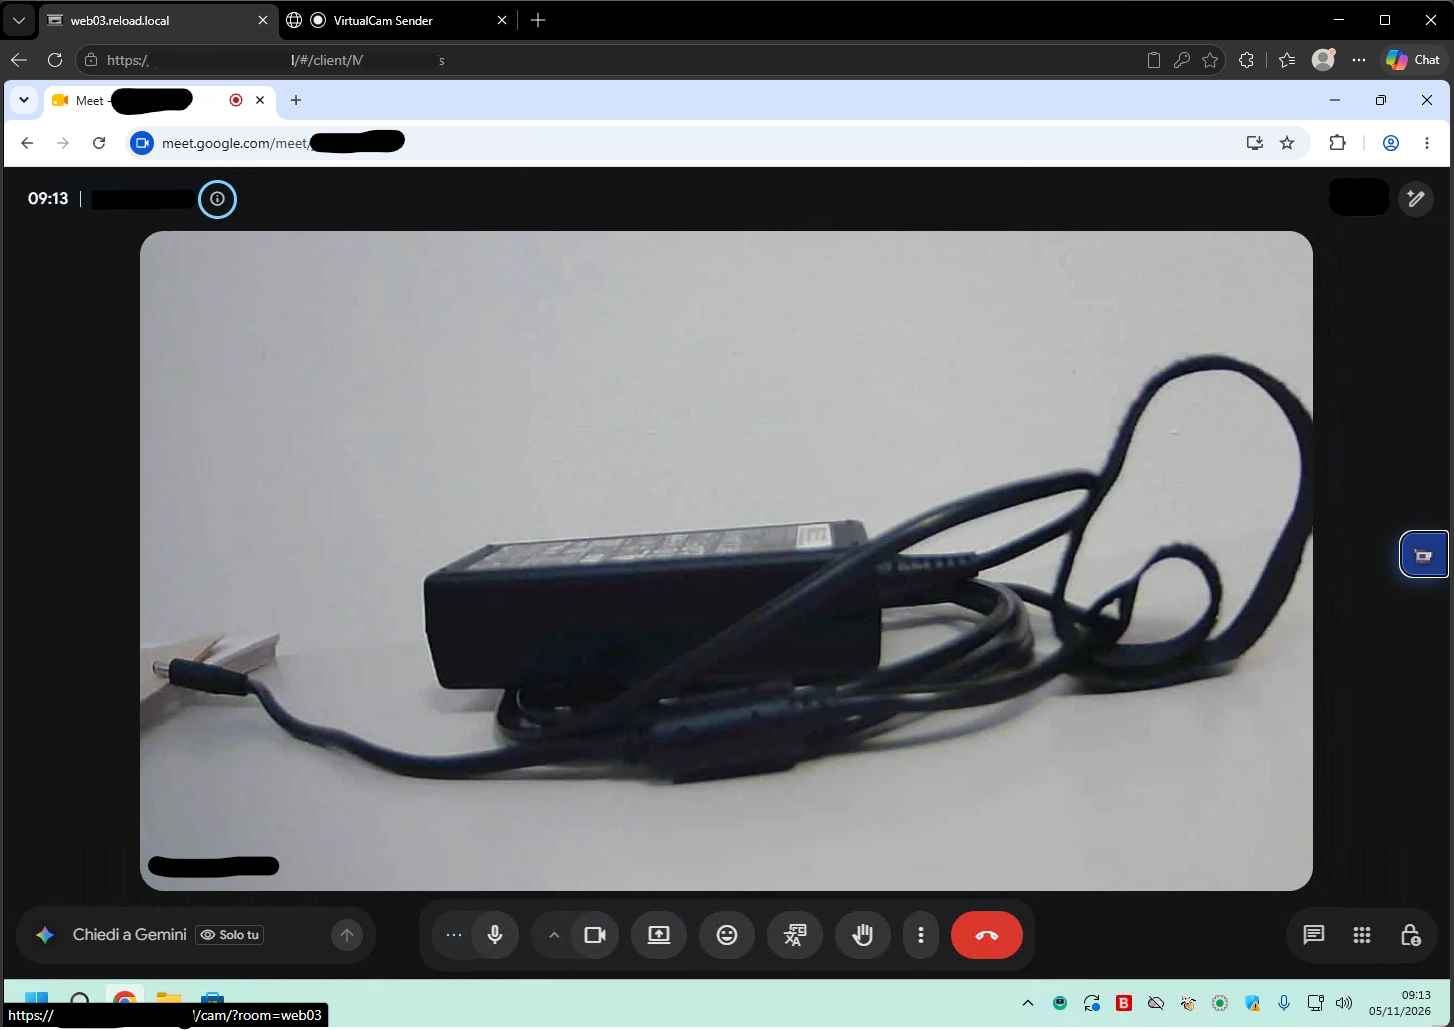 web03.reload.local
VirtualCam Sender
https:/
/#/client/
s
Chat
Meet -
meet.google.com/meet/
09:13
Chiedi a Gemini
Solo tu
09:13
05/11/2026
https://
/cam/?room=web03